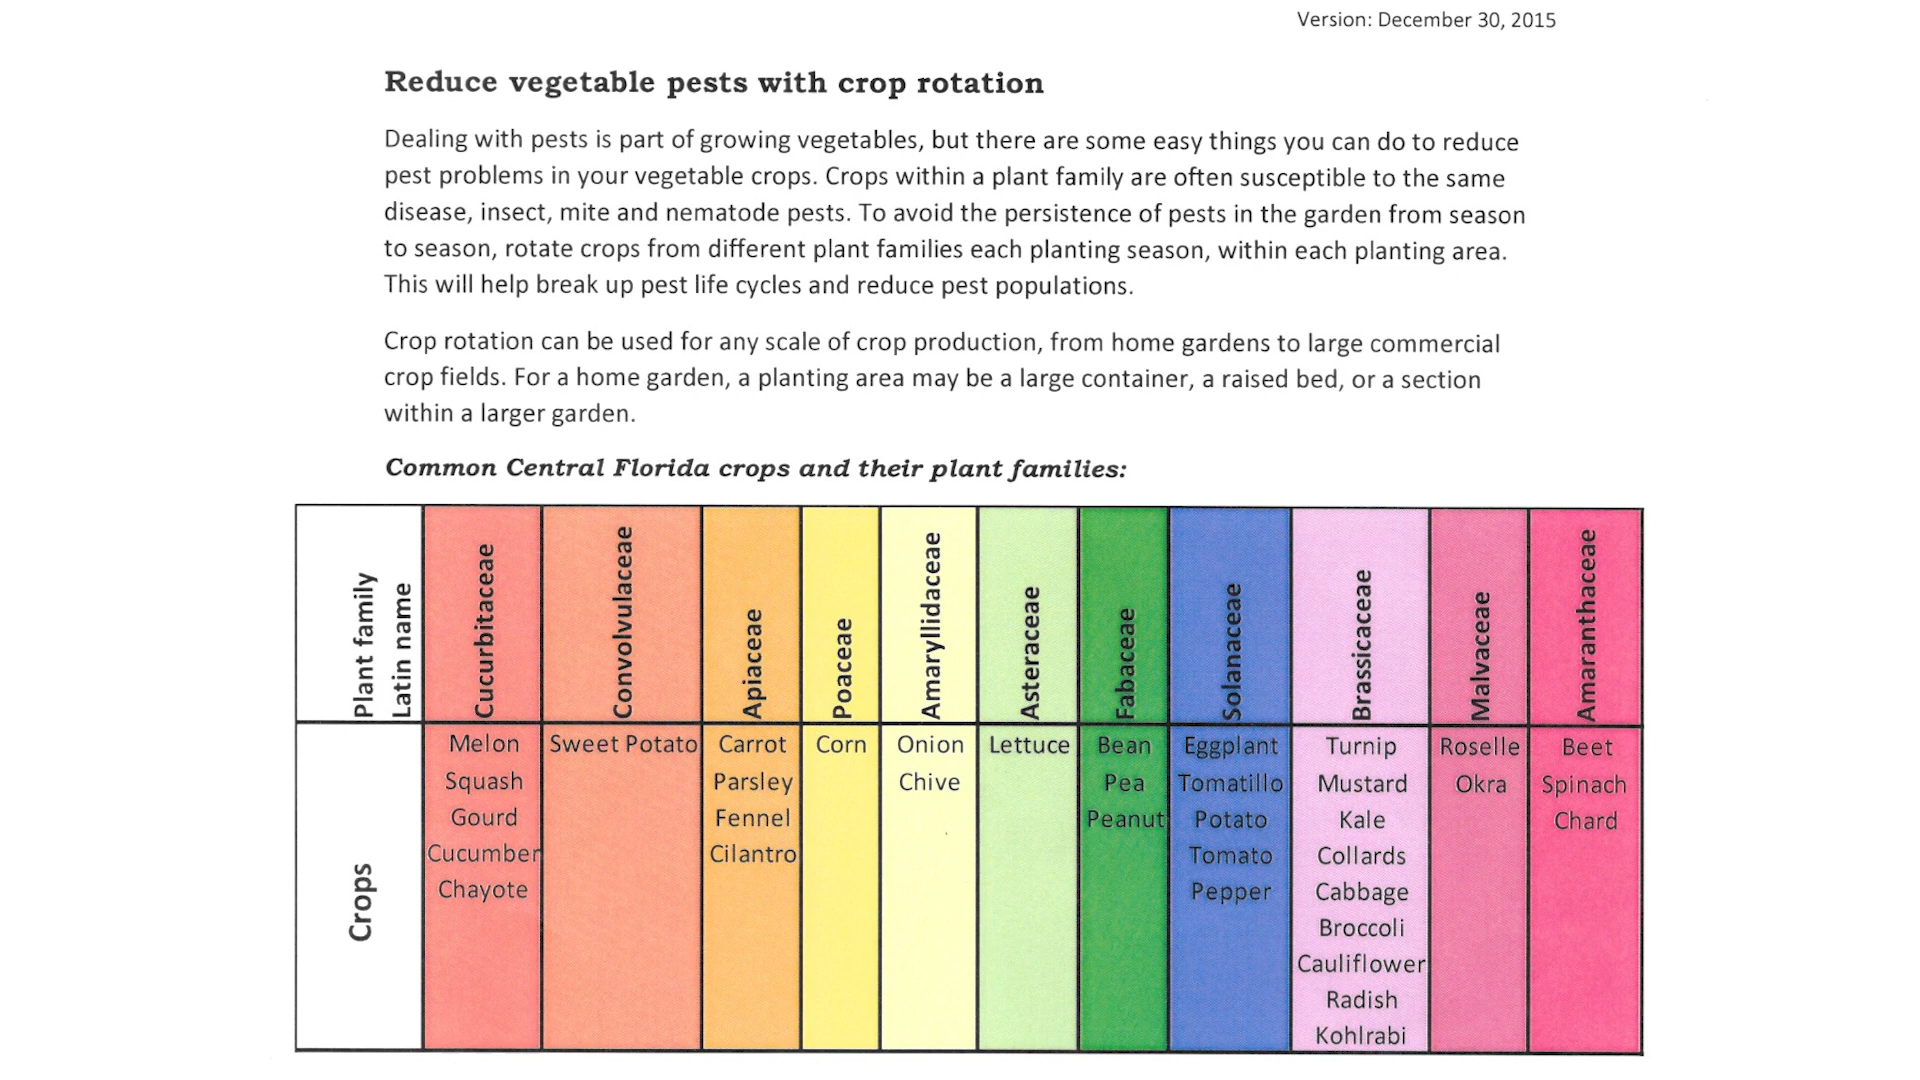 Version: December 30, 2015
Reduce vegetable pests with crop rotation
Dealing with pests is part of growing vegetables, but there are some easy things you can do to reduce
pest problems in your vegetable crops. Crops within a plant family are often susceptible to the same
disease, insect, mite and nematode pests. To avoid the persistence of pests in the garden from season
to season, rotate crops from different plant families each planting season, within each planting area.
This will help break up pest life cycles and reduce pest populations.
Crop rotation can be used for any scale of crop production, from home gardens to large commercial
crop fields. For a home garden, a planting area may be a large container, a raised bed, or a section
within a larger garden.
Common Central Florida crops and their plant families:
Plant family
Latin name
Cucurbitaceae
Convolvulaceae
Apiaceae
Poaceae
Amaryllidaceae
Asteraceae
Fabaceae
Solanaceae
Brassicaceae
Malvaceae
Amaranthaceae
Crops
Melon
Squash
Gourd
Cucumber
Chayote
Sweet Potato
Carrot
Parsley
Fennel
Cilantro
Corn
Onion
Chive
Lettuce
Bean
Pea
Peanut
Eggplant
Tomatillo
Potato
Tomato
Pepper
Turnip
Mustard
Kale
Collards
Cabbage
Broccoli
Cauliflower
Radish
Kohlrabi
Roselle
Okra
Beet
Spinach
Chard